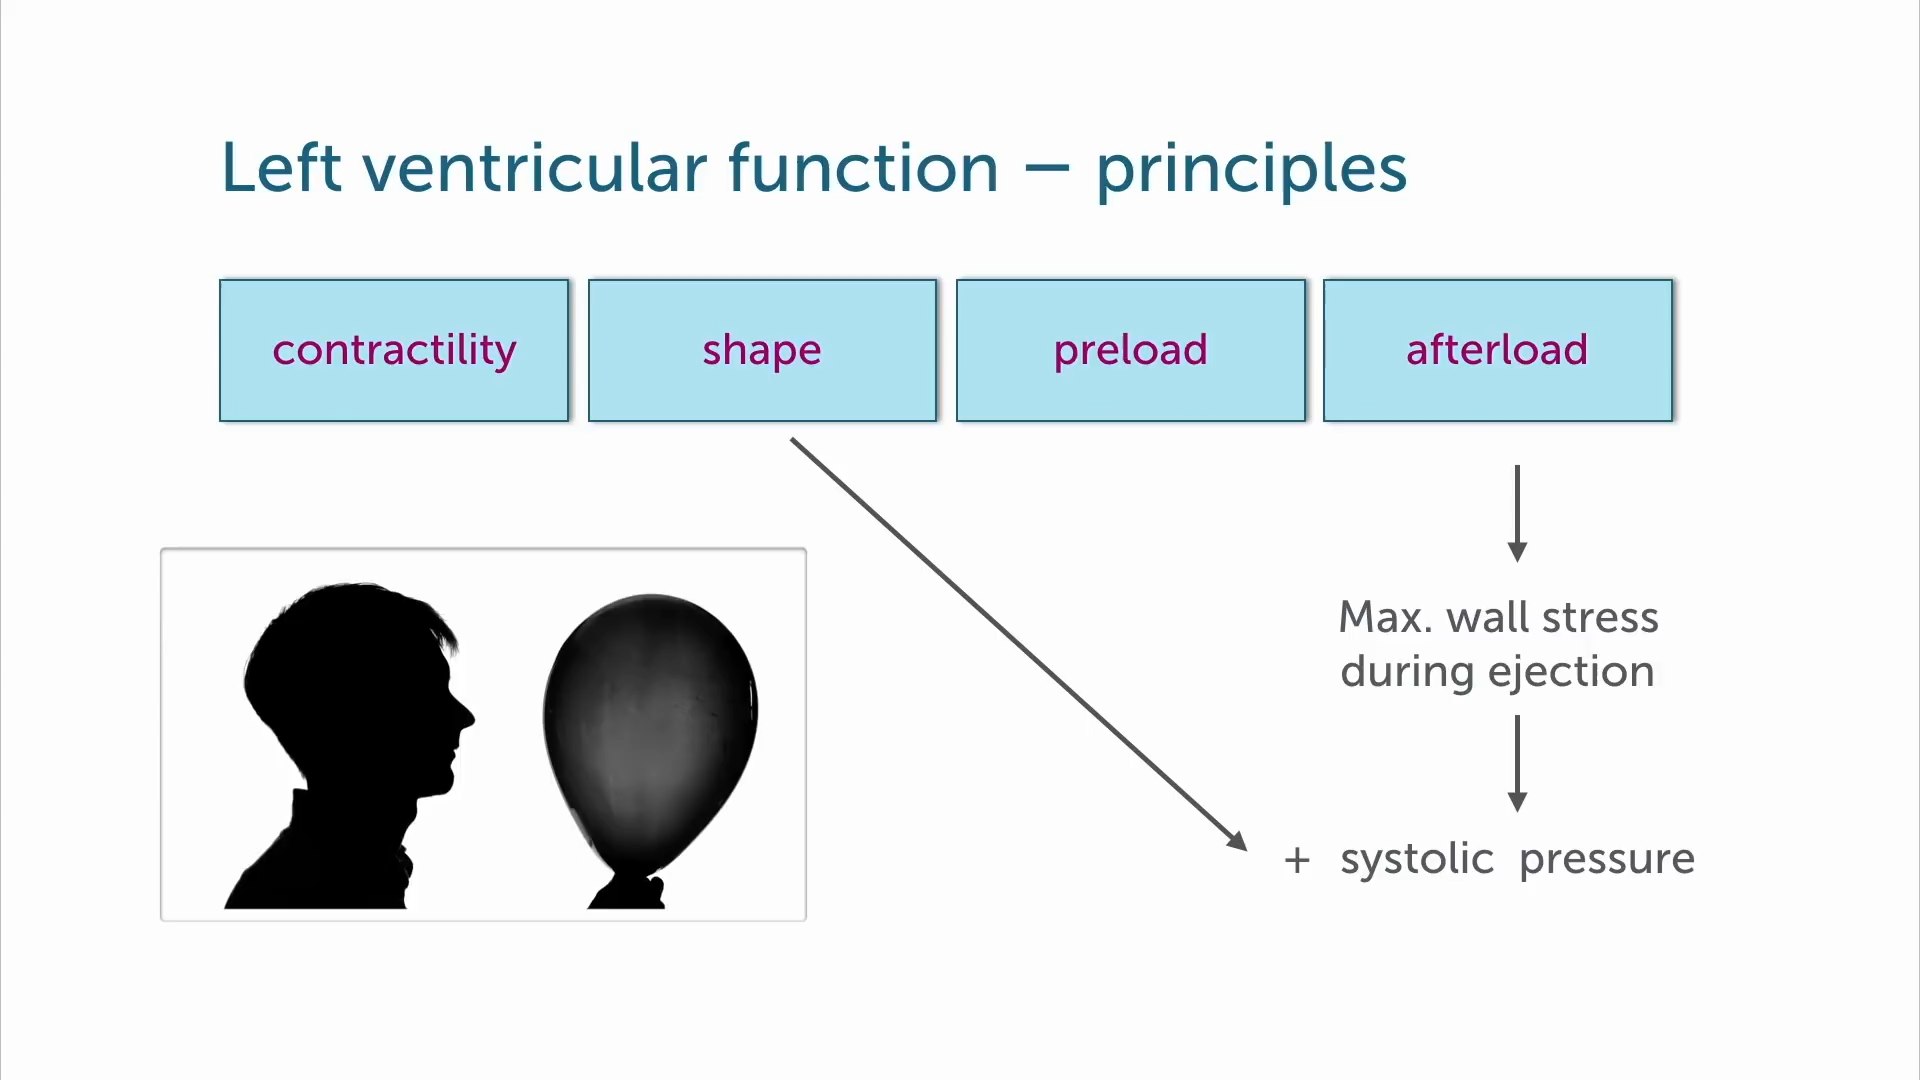 Left ventricular function – principles
contractility
shape
preload
afterload
Max. wall stress
during ejection
+ systolic pressure